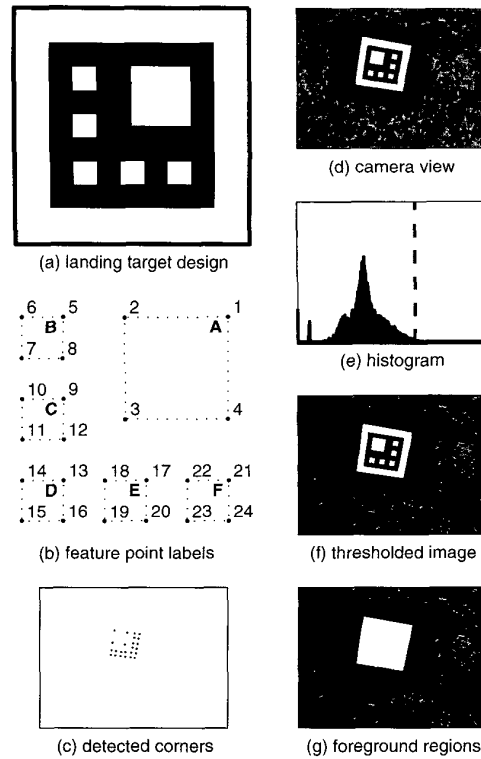 (a) landing target design
6 5 2 1
B A
7 8
10 9
C
11 12 3 4
14 13 18 17 22 21
D E F
15 16 19 20 23 24
(b) feature point labels
(c) detected corners
(d) camera view
(e) histogram
(f) thresholded image
(g) foreground regions